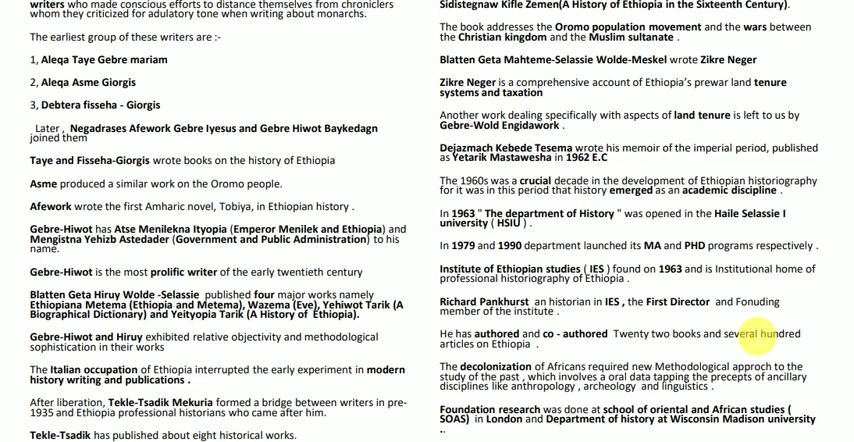 writers who made conscious efforts to distance themselves from chroniclers
whom they criticized for adulatory tone when writing about monarchs.
The earliest group of these writers are :-
1, Aleqa Taye Gebre mariam
2, Aleqa Asme Giorgis
3, Debtera fisseha - Giorgis
Later , Negadrases Afework Gebre Iyesus and Gebre Hiwot Baykedagn
joined them
Taye and Fisseha-Giorgis wrote books on the history of Ethiopia
Asme produced a similar work on the Oromo people.
Afework wrote the first Amharic novel, Tobiya, in Ethiopian history .
Gebre-Hiwot has Atse Menilekna Ityopia (Emperor Menilek and Ethiopia) and
Mengistna Yehizb Astedader (Government and Public Administration) to his
name.
Gebre-Hiwot is the most prolific writer of the early twentieth century
Blatten Geta Hiruy Wolde -Selassie published four major works namely
Ethiopiana Metema (Ethiopia and Metema), Wazema (Eve), Yehiwot Tarik (A
Biographical Dictionary) and Yeityopia Tarik (A History of Ethiopia).
Gebre-Hiwot and Hiruy exhibited relative objectivity and methodological
sophistication in their works
The Italian occupation of Ethiopia interrupted the early experiment in modern
history writing and publications .
After liberation, Tekle-Tsadik Mekuria formed a bridge between writers in pre-
1935 and Ethiopia professional historians who came after him.
Tekle-Tsadik has published about eight historical works.
Sidistegnaw Kifle Zemen(A History of Ethiopia in the Sixteenth Century).
The book addresses the Oromo population movement and the wars between
the Christian kingdom and the Muslim sultanate .
Blatten Geta Mahteme-Selassie Wolde-Meskel wrote Zikre Neger
Zikre Neger is a comprehensive account of Ethiopia's prewar land tenure
systems and taxation
Another work dealing specifically with aspects of land tenure is left to us by
Gebre-Wold Engidawork .
Dejazmach Kebede Tesema wrote his memoir of the imperial period, published
as Yetarik Mastawesha in 1962 E.C
The 1960s was a crucial decade in the development of Ethiopian historiography
for it was in this period that history emerged as an academic discipline .
In 1963 " The department of History " was opened in the Haile Selassie I
university ( HSIU ) .
In 1979 and 1990 department launched its MA and PHD programs respectively .
Institute of Ethiopian studies ( IES ) found on 1963 and is Institutional home of
professional historiography of Ethiopia .
Richard Pankhurst an historian in IES , the First Director and Fonuding
member of the institute .
He has authored and co - authored Twenty two books and several hundred
articles on Ethiopia .
The decolonization of Africans required new Methodological approch to the
study of the past , which involves a oral data tapping the precepts of ancillary
disciplines like anthropology , archeology and linguistics .
Foundation research was done at school of oriental and African studies (
SOAS) in London and Department of history at Wisconsin Madison university